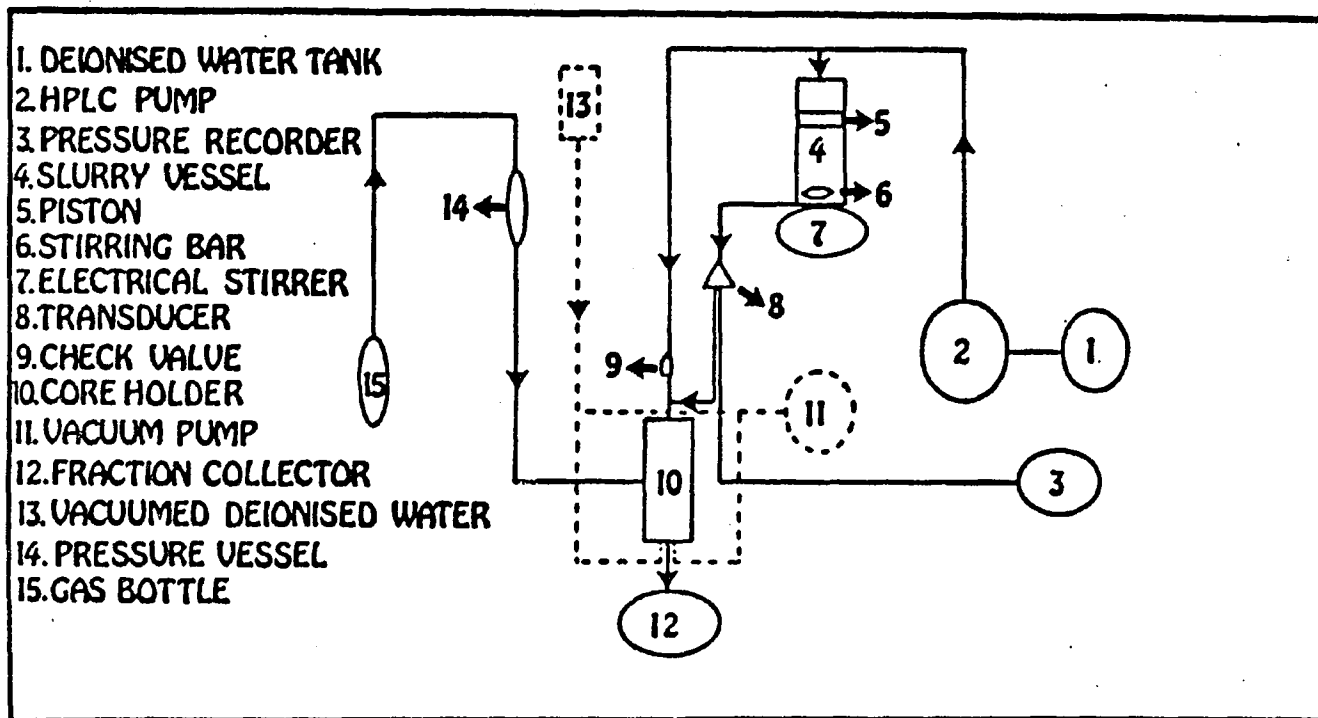 1. DEIONISED WATER TANK
2.HPLC PUMP
3. PRESSURE RECORDER
4.SLURRY VESSEL
5.PISTON
6.STIRRING BAR
7.ELECTRICAL STIRRER
8.TRANSDUCER
9.CHECK VALVE
10.CORE HOLDER
11.VACUUM PUMP
12.FRACTION COLLECTOR
13.VACUUMED DEIONISED WATER
14. PRESSURE VESSEL
15.GAS BOTTLE
13
5
4
6
14
7
8
2
1.
9
15
11
10
3
12